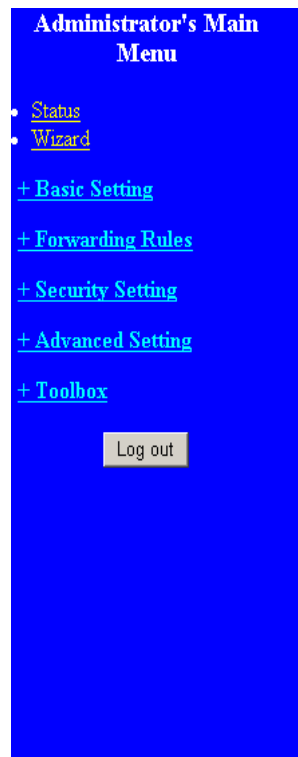 Administrator's Main
Menu
Status
Wizard
+ Basic Setting
+ Forwarding Rules
+ Security Setting
+ Advanced Setting
+ Toolbox
Log out